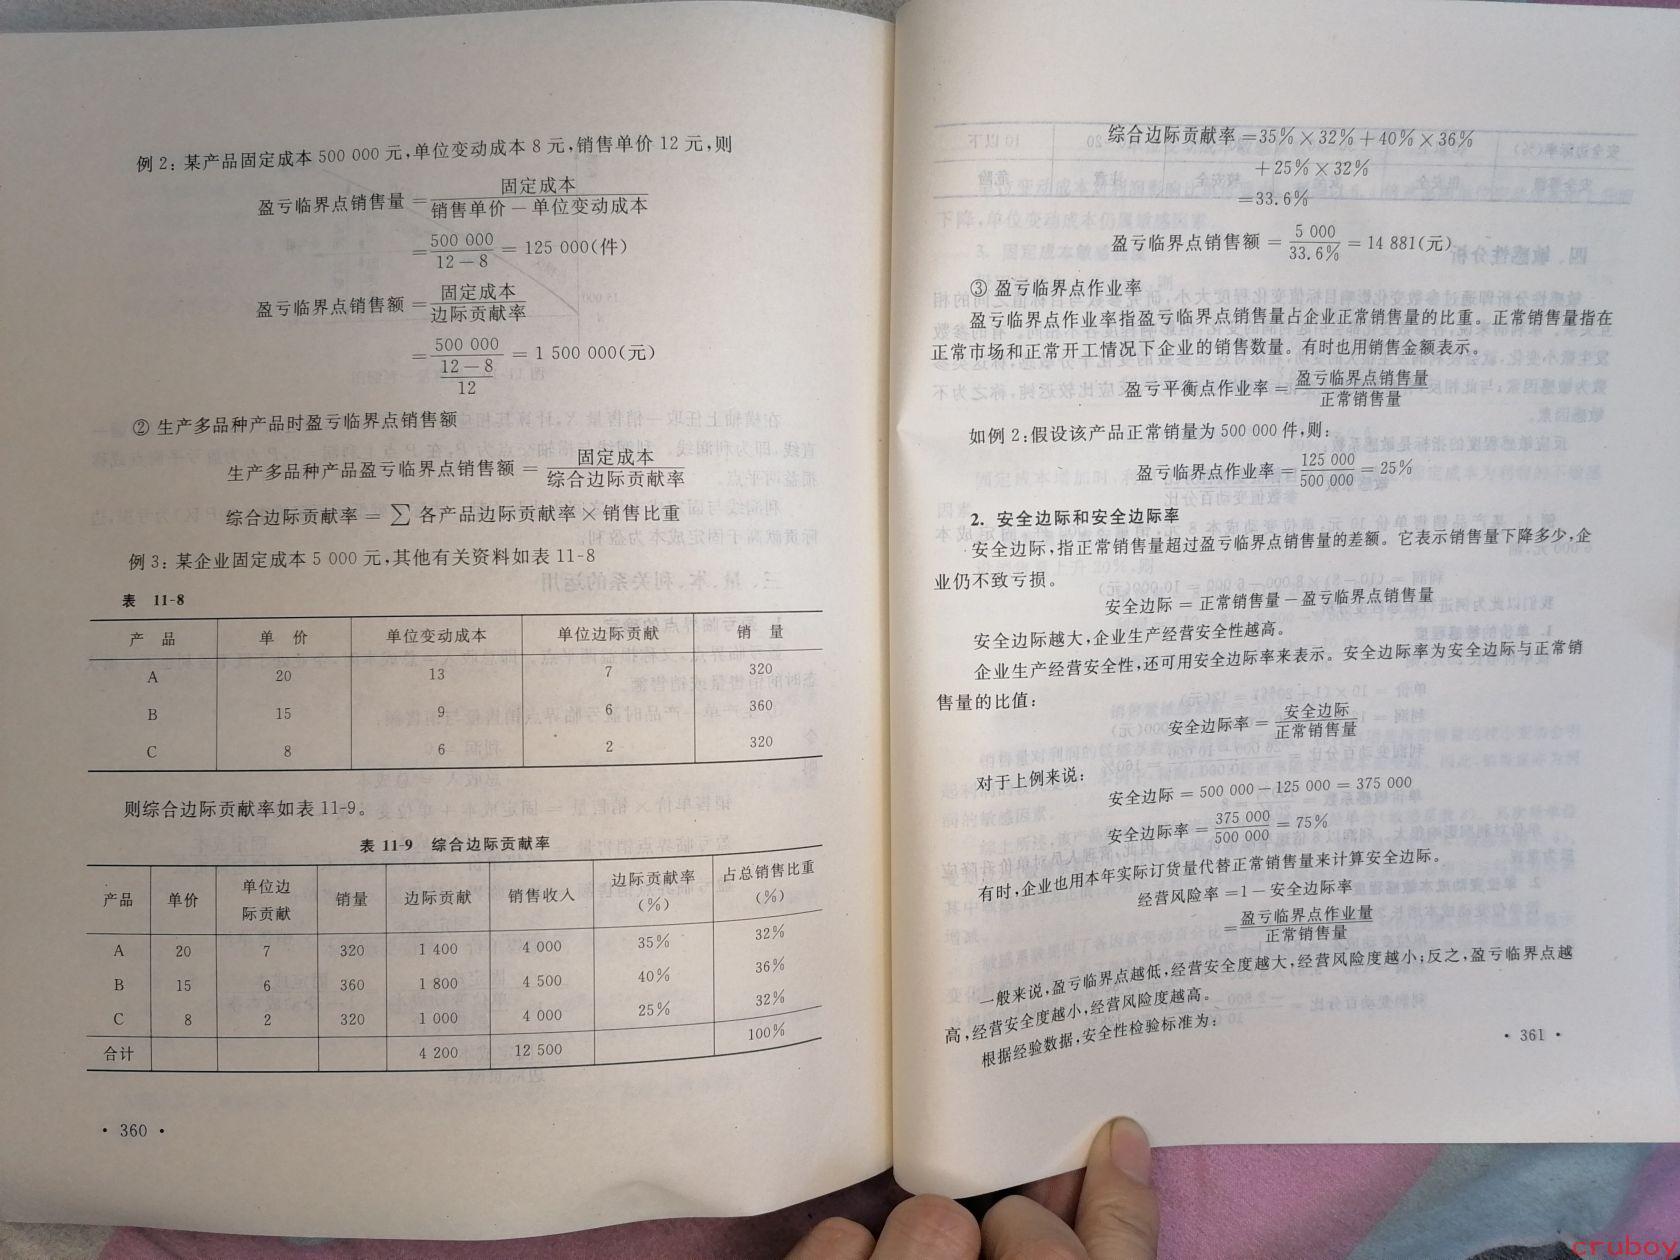 例 2：某产品固定成本 500 000 元，单位变动成本 8 元，销售单价 12 元，则
盈亏临界点销售量 = 固定成本 / 销售单价 － 单位变动成本
= 500 000 / 12 － 8 = 125 000(件)
盈亏临界点销售额 = 固定成本 / 边际贡献率
= 500 000 / (12 － 8 / 12) = 1 500 000(元)
② 生产多品种产品时盈亏临界点销售额
生产多品种产品盈亏临界点销售额 = 固定成本 / 综合边际贡献率
综合边际贡献率 = ∑ 各产品边际贡献率×销售比重
例 3：某企业固定成本 5 000 元，其他有关资料如表 11-8
表 11-8
产 品 单 价 单位变动成本 单位边际贡献 销 量
A 20 13 7 320
B 15 9 6 360
C 8 6 2 320
则综合边际贡献率如表 11-9。
表 11-9 综合边际贡献率
产品 单价 单位边际贡献 销量 边际贡献 销售收入 边际贡献率(%) 占总销售比重(%)
A 20 7 320 1 400 4 000 35% 32%
B 15 6 360 1 800 4 500 40% 36%
C 8 2 320 1 000 4 000 25% 32%
合计 4 200 12 500 100%
· 360 ·
综合边际贡献率 =35%×32%＋40%×36%
＋25%×32%
=33.6%
盈亏临界点销售额 = 5 000 / 33.6% = 14 881(元)
③ 盈亏临界点作业率
盈亏临界点作业率指盈亏临界点销售量占企业正常销售量的比重。正常销售量指在
正常市场和正常开工情况下企业的销售数量。有时也用销售金额表示。
盈亏平衡点作业率 = 盈亏临界点销售量 / 正常销售量
如例 2：假设该产品正常销量为 500 000 件，则：
盈亏临界点作业率 = 125 000 / 500 000 = 25%
2. 安全边际和安全边际率
安全边际，指正常销售量超过盈亏临界点销售量的差额。它表示销售量下降多少，企
业仍不致亏损。
安全边际 = 正常销售量－盈亏临界点销售量
安全边际越大，企业生产经营安全性越高。
企业生产经营安全性，还可用安全边际率来表示。安全边际率为安全边际与正常销
售量的比值：
安全边际率 = 安全边际 / 正常销售量
对于上例来说：
安全边际 = 500 000－125 000 = 375 000
安全边际率 = 375 000 / 500 000 = 75%
有时，企业也用本年实际订货量代替正常销售量来计算安全边际。
经营风险率 =1－安全边际率
= 盈亏临界点作业量 / 正常销售量
一般来说，盈亏临界点越低，经营安全度越大，经营风险度越小；反之，盈亏临界点越
高，经营安全度越小，经营风险度越高。
根据经验数据，安全性检验标准为：
· 361 ·
cruboy